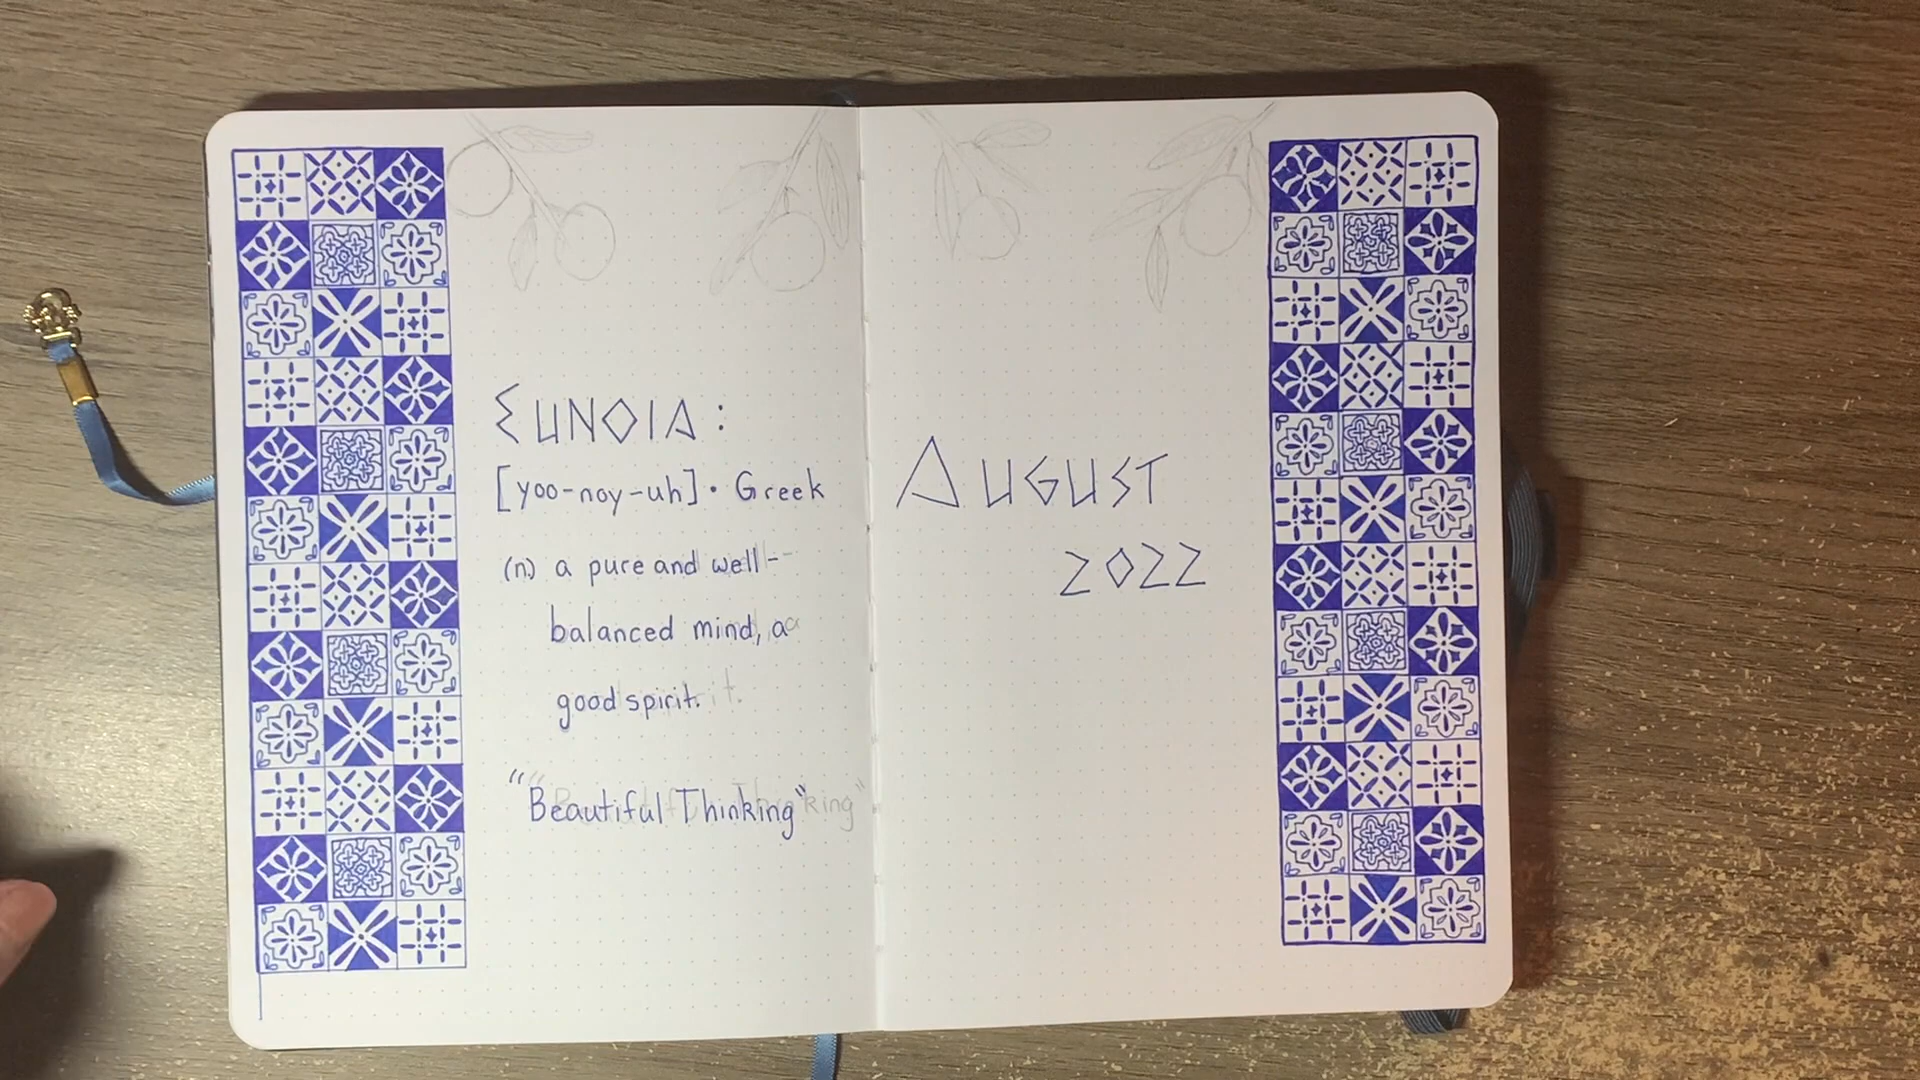 EUNOIA:
[yoo-noy-uh] • Greek
(n.) a pure and well-
balanced mind, a
good spirit.
"Beautiful Thinking"
AUGUST
2022